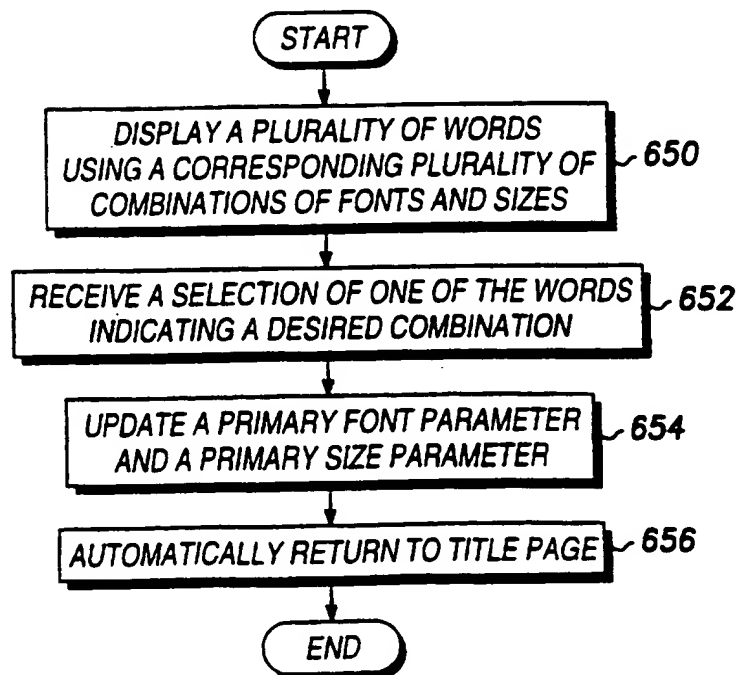 START
DISPLAY A PLURALITY OF WORDS
USING A CORRESPONDING PLURALITY OF
COMBINATIONS OF FONTS AND SIZES
650
RECEIVE A SELECTION OF ONE OF THE WORDS
INDICATING A DESIRED COMBINATION
652
UPDATE A PRIMARY FONT PARAMETER
AND A PRIMARY SIZE PARAMETER
654
AUTOMATICALLY RETURN TO TITLE PAGE
656
END